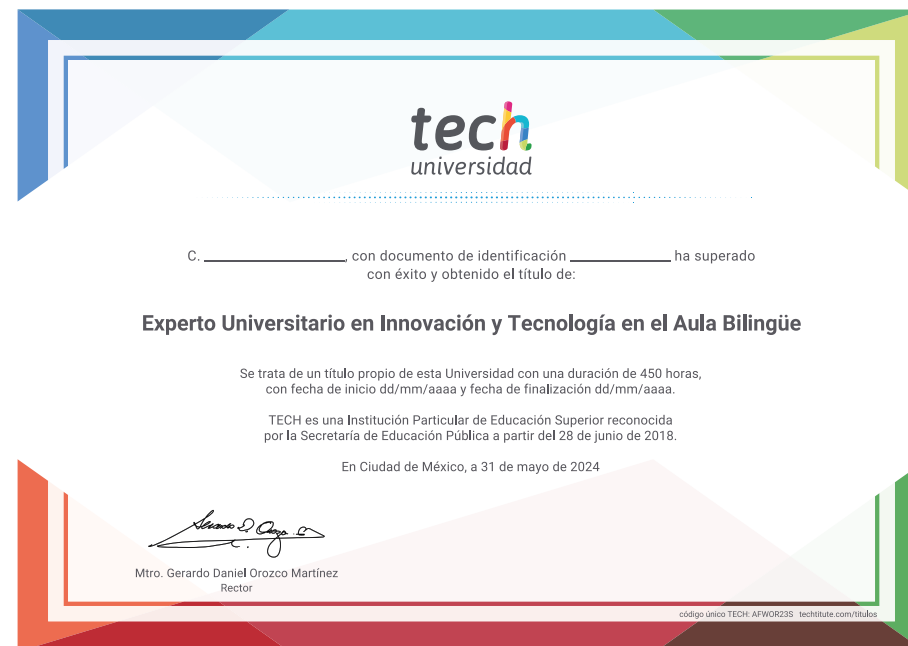 tech
universidad
C. ____________, con documento de identificación ____________ ha superado
con éxito y obtenido el título de:
Experto Universitario en Innovación y Tecnología en el Aula Bilingüe
Se trata de un título propio de esta Universidad con una duración de 450 horas,
con fecha de inicio dd/mm/aaaa y fecha de finalización dd/mm/aaaa.
TECH es una Institución Particular de Educación Superior reconocida
por la Secretaría de Educación Pública a partir del 28 de junio de 2018.
En Ciudad de México, a 31 de mayo de 2024
Mtro. Gerardo Daniel Orozco Martínez
Rector
código único TECH: AFWOR23S techtitute.com/titulos